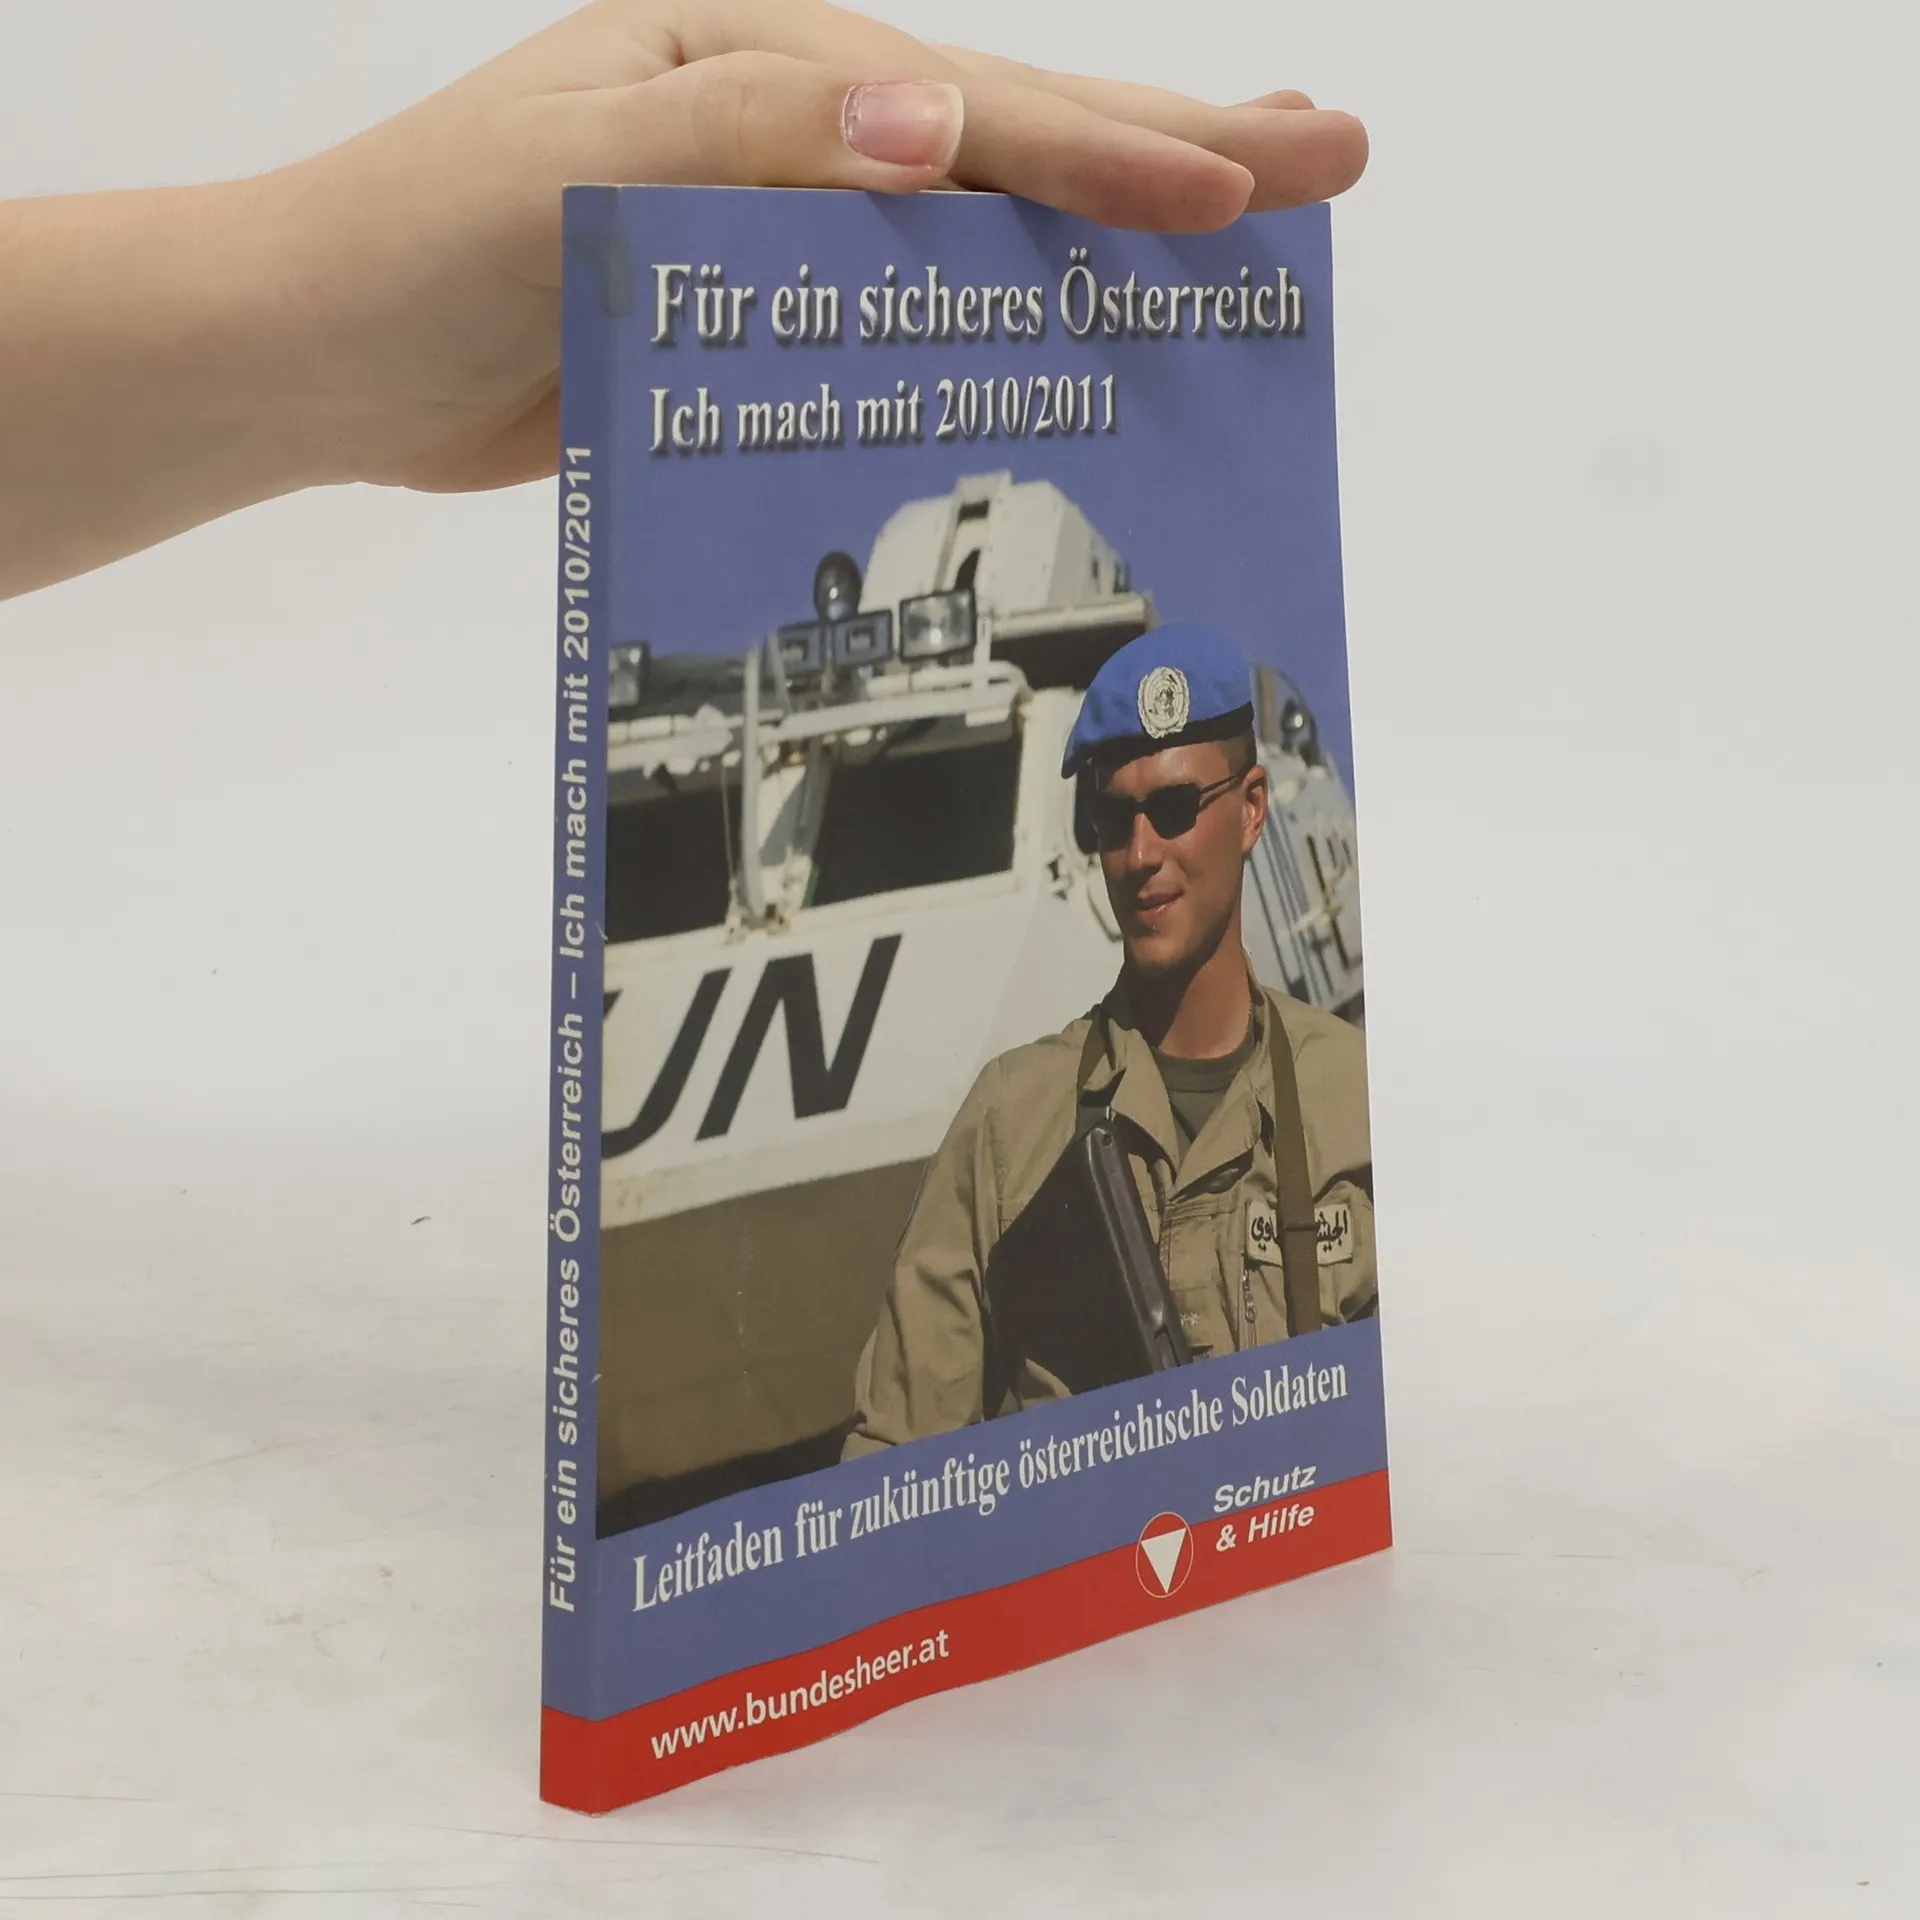 Für ein sicheres Österreich
Ich mach mit 2010/2011
UN
Leitfaden für zukünftige österreichische Soldaten
Schutz
& Hilfe
www.bundesheer.at
Für ein sicheres Österreich – Ich mach mit 2010/2011